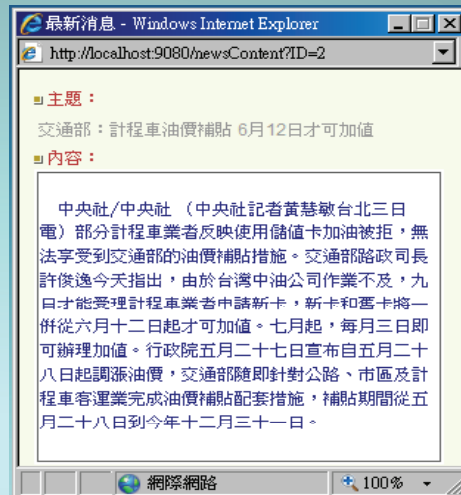 最新消息 - Windows Internet Explorer
http://localhost:9080/newsContent?ID=2
主題：
交通部：計程車油價補貼 6月12日才可加值
內容：
中央社/中央社 （中央社記者黃慧敏台北三日
電）部分計程車業者反映使用儲值卡加油被拒，無
法享受到交通部的油價補貼措施。交通部路政司長
許俊逸今天指出，由於台灣中油公司作業不及，九
日才能受理計程車業者申請新卡，新卡和舊卡將一
併從六月十二日起才可加值。七月起，每月三日即
可辦理加值。行政院五月二十七日宣布自五月二十
八日起調漲油價，交通部隨即針對公路、市區及計
程車客運業完成油價補貼配套措施，補貼期間從五
月二十八日到今年十二月三十一日。
網際網路
100%